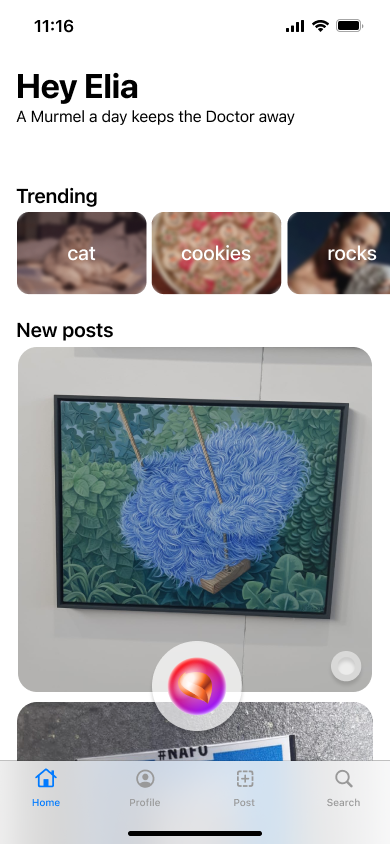 11:16
Hey Elia
A Murmel a day keeps the Doctor away
Trending
cat
cookies
rocks
New posts
#NAFO
Home
Profile
Post
Search